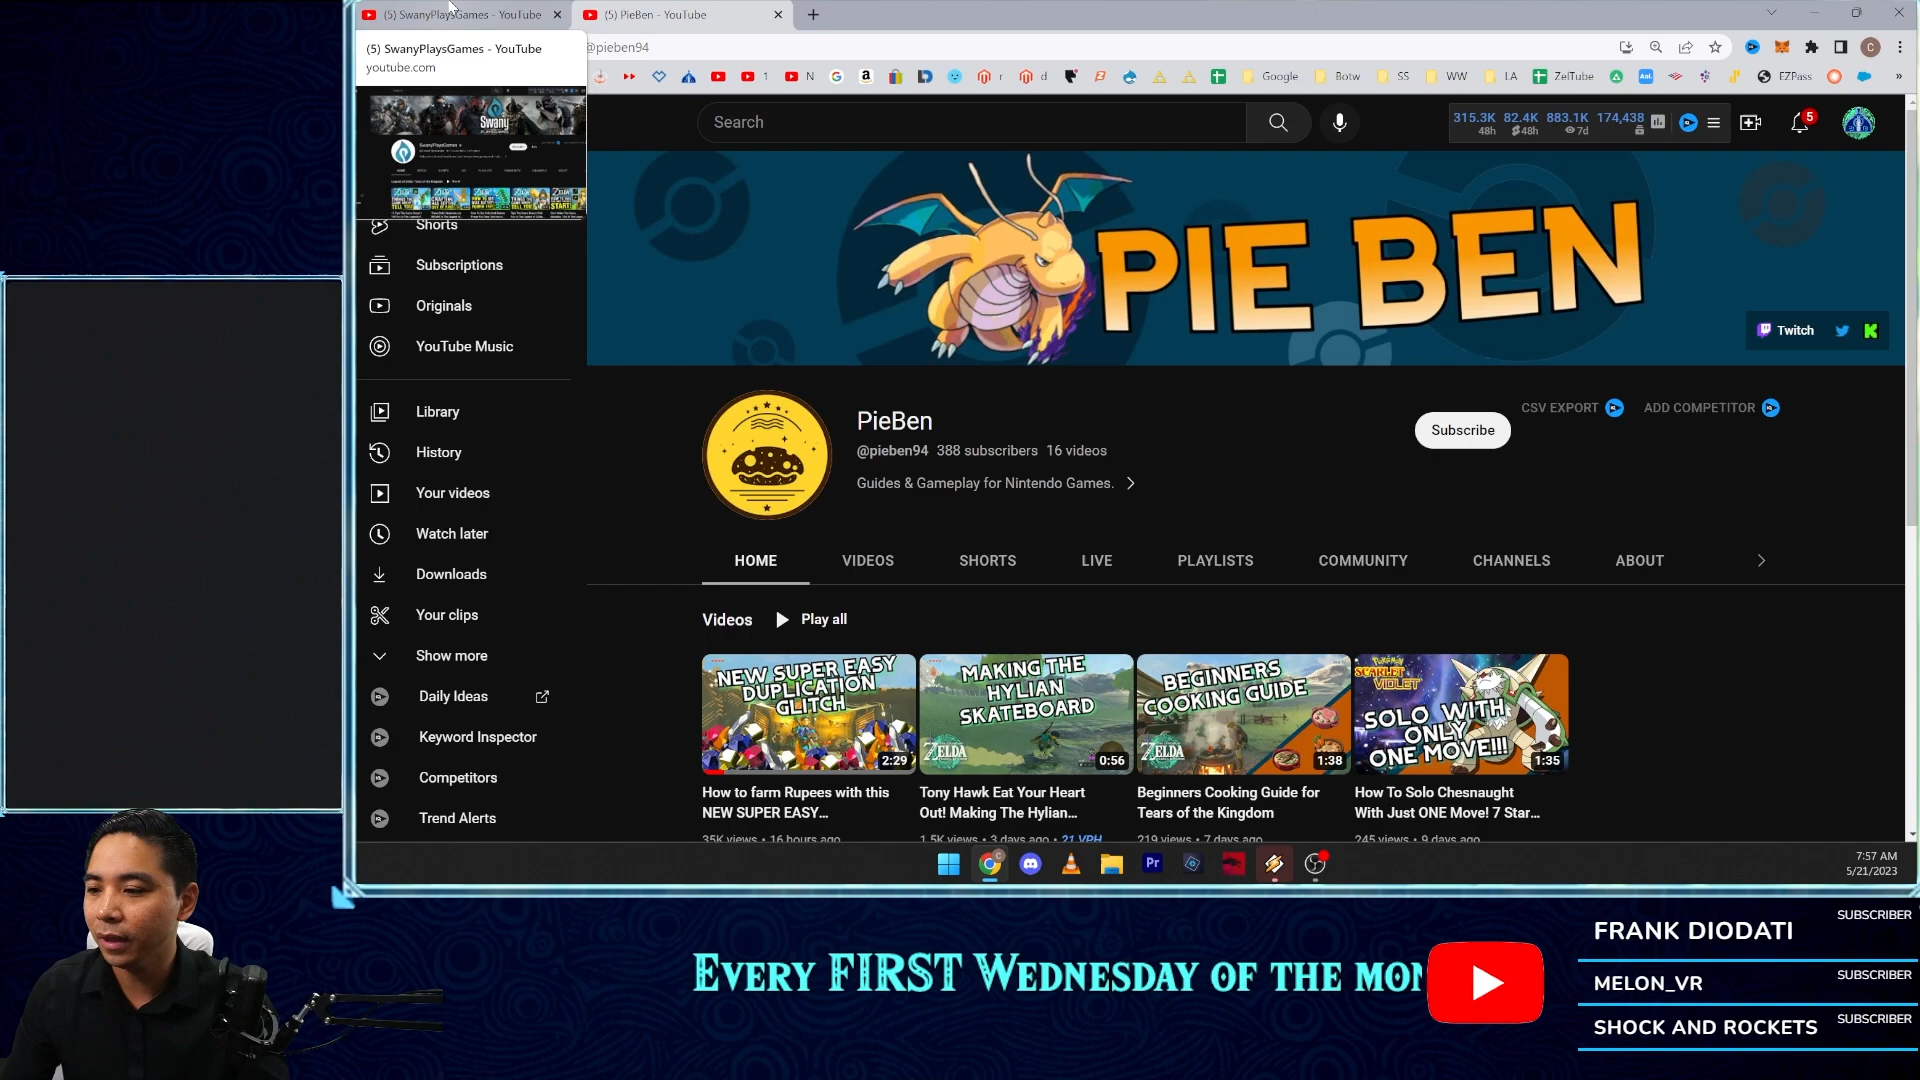 (5) SwanyPlaysGames - YouTube
(5) PieBen - YouTube
(5) SwanyPlaysGames - YouTube
youtube.com
@pieben94
1
N
r
d
Google
Botw
SS
WW
LA
ZelTube
Aol.
EZPass
»
Search
315.3K 82.4K 883.1K 174,438
48h 48h 7d
5
Swany
PIE BEN
Twitch
Shorts
Subscriptions
Originals
YouTube Music
Library
History
Your videos
Watch later
Downloads
Your clips
Show more
Daily Ideas
Keyword Inspector
Competitors
Trend Alerts
PieBen
@pieben94 388 subscribers 16 videos
Guides & Gameplay for Nintendo Games.
Subscribe
CSV EXPORT
ADD COMPETITOR
HOME VIDEOS SHORTS LIVE PLAYLISTS COMMUNITY CHANNELS ABOUT
Videos Play all
NEW SUPER EASY
DUPLICATION
GLITCH
2:29
MAKING THE
HYLIAN
SKATEBOARD
ZELDA
0:56
BEGINNERS
COOKING GUIDE
ZELDA
1:38
POKéMON
SCARLET
VIOLET
SOLO WITH
ONLY
ONE MOVE!!!
1:35
How to farm Rupees with this
NEW SUPER EASY...
35K views • 16 hours ago
Tony Hawk Eat Your Heart
Out! Making The Hylian...
1.5K views • 3 days ago • 21 VPH
Beginners Cooking Guide for
Tears of the Kingdom
219 views • 7 days ago
How To Solo Chesnaught
With Just ONE Move! 7 Star...
245 views • 9 days ago
Pr
7:57 AM
5/21/2023
EVERY FIRST WEDNESDAY OF THE MON
FRANK DIODATI
SUBSCRIBER
MELON_VR
SUBSCRIBER
SHOCK AND ROCKETS
SUBSCRIBER